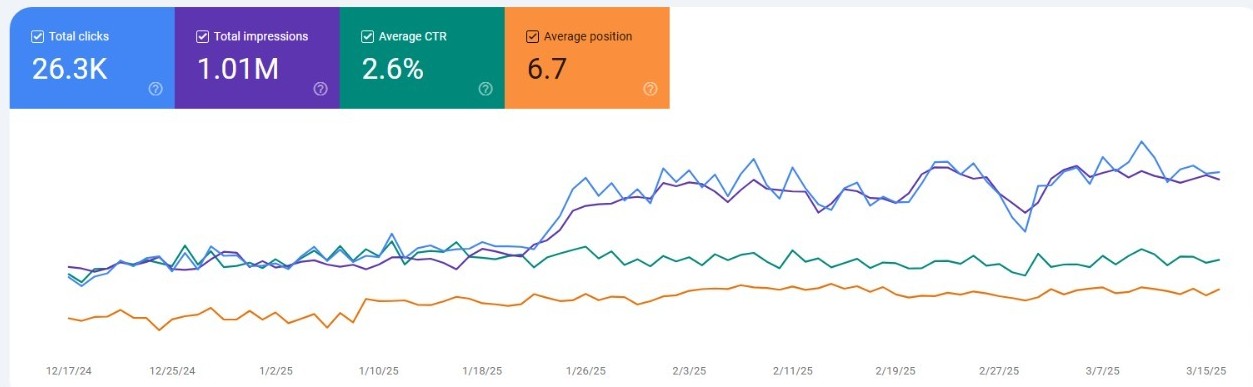 Total clicks
26.3K
Total impressions
1.01M
Average CTR
2.6%
Average position
6.7
12/17/24 12/25/24 1/2/25 1/10/25 1/18/25 1/26/25 2/3/25 2/11/25 2/19/25 2/27/25 3/7/25 3/15/25